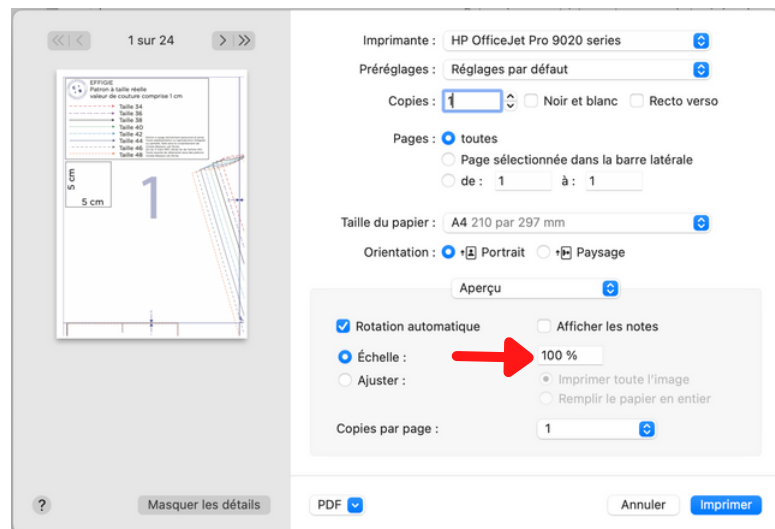 1 sur 24
EFFIGIE
Patron à taille réelle
valeur de couture comprise 1 cm
Taille 34
Taille 36
Taille 38
Taille 40
Taille 42
Taille 44
Taille 46
Taille 48
5 cm
5 cm
1
Imprimante : HP OfficeJet Pro 9020 series
Préréglages : Réglages par défaut
Copies : 1 Noir et blanc Recto verso
Pages : toutes
Page sélectionnée dans la barre latérale
de : 1 à : 1
Taille du papier : A4 210 par 297 mm
Orientation : Portrait Paysage
Aperçu
Rotation automatique Afficher les notes
Échelle : 100 %
Ajuster : Imprimer toute l'image
Remplir le papier en entier
Copies par page : 1
? Masquer les détails PDF Annuler Imprimer